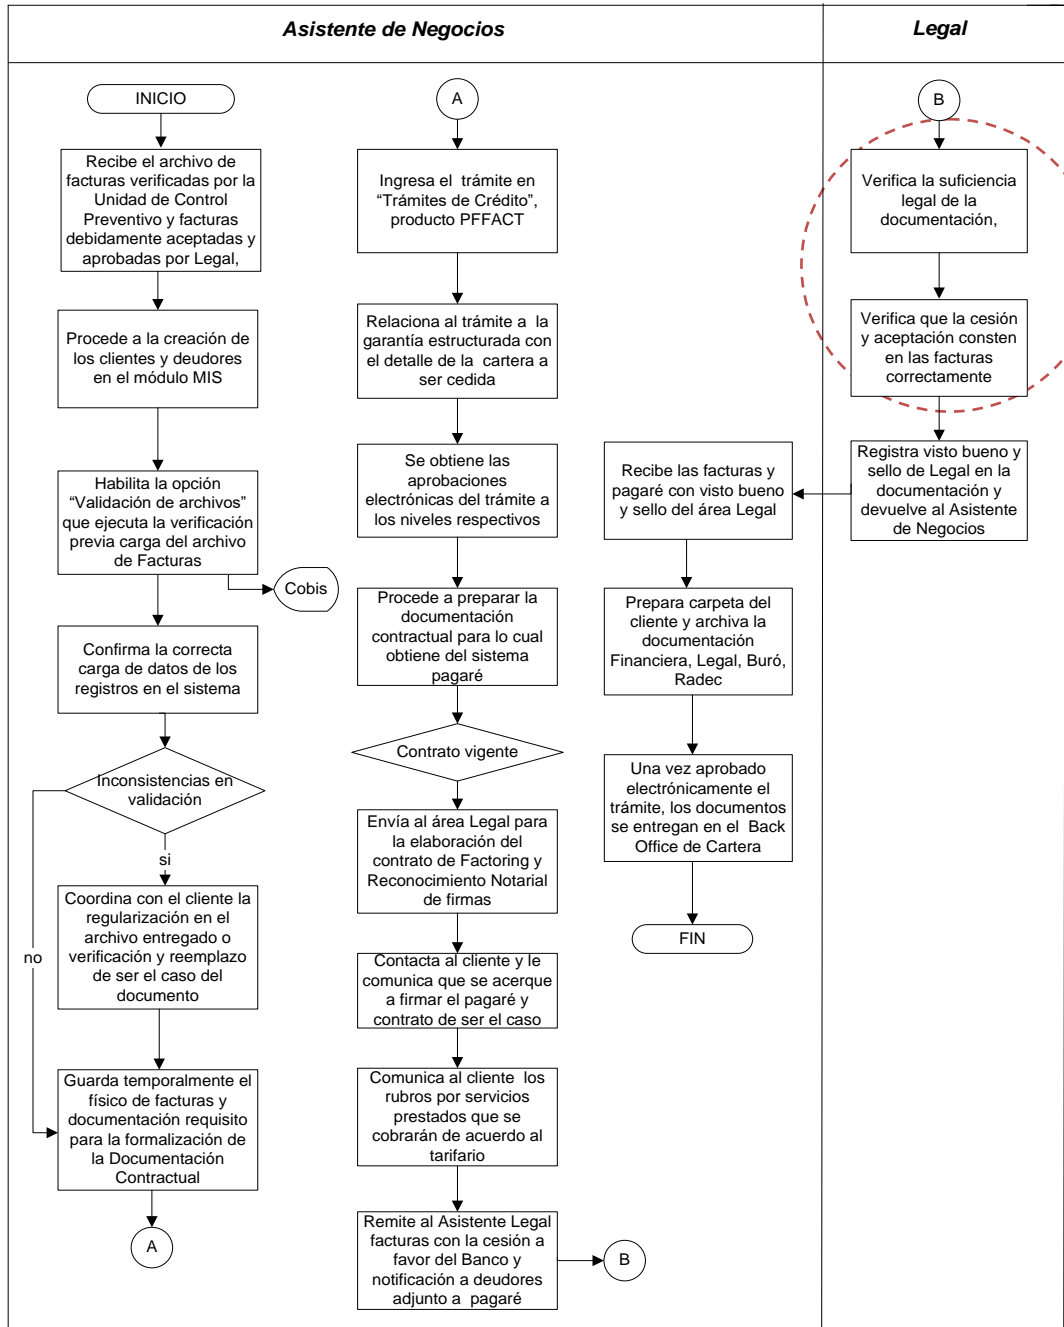 Asistente de Negocios
Legal
INICIO
Recibe el archivo de
facturas verificadas por la
Unidad de Control
Preventivo y facturas
debidamente aceptadas y
aprobadas por Legal,
Procede a la creación de
los clientes y deudores
en el módulo MIS
Habilita la opción
“Validación de archivos”
que ejecuta la verificación
previa carga del archivo
de Facturas
Cobis
Confirma la correcta
carga de datos de los
registros en el sistema
Inconsistencias en
validación
si
no
Coordina con el cliente la
regularización en el
archivo entregado o
verificación y reemplazo
de ser el caso del
documento
Guarda temporalmente el
físico de facturas y
documentación requisito
para la formalización de
la Documentación
Contractual
A
A
Ingresa el trámite en
“Trámites de Crédito”,
producto PFFACT
Relaciona al trámite a la
garantía estructurada con
el detalle de la cartera a
ser cedida
Se obtiene las
aprobaciones
electrónicas del trámite a
los niveles respectivos
Procede a preparar la
documentación
contractual para lo cual
obtiene del sistema
pagaré
Contrato vigente
Envía al área Legal para
la elaboración del
contrato de Factoring y
Reconocimiento Notarial
de firmas
Contacta al cliente y le
comunica que se acerque
a firmar el pagaré y
contrato de ser el caso
Comunica al cliente los
rubros por servicios
prestados que se
cobrarán de acuerdo al
tarifario
Remite al Asistente Legal
facturas con la cesión a
favor del Banco y
notificación a deudores
adjunto a pagaré
B
B
Verifica la suficiencia
legal de la
documentación,
Verifica que la cesión
y aceptación consten
en las facturas
correctamente
Registra visto bueno y
sello de Legal en la
documentación y
devuelve al Asistente
de Negocios
Recibe las facturas y
pagaré con visto bueno
y sello del área Legal
Prepara carpeta del
cliente y archiva la
documentación
Financiera, Legal, Buró,
Radec
Una vez aprobado
electrónicamente el
trámite, los documentos
se entregan en el Back
Office de Cartera
FIN